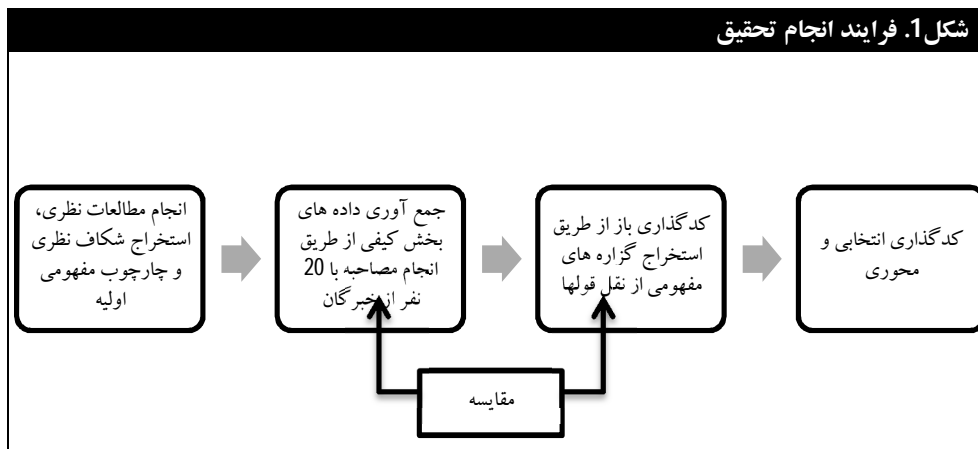 شکل1. فرایند انجام تحقیق
انجام مطالعات نظری،
استخراج شکاف نظری
و چارچوب مفهومی
اولیه
جمع آوری داده های
بخش کیفی از طریق
انجام مصاحبه با 20
نفر از خبرگان
کدگذاری باز از طریق
استخراج گزاره های
مفهومی از نقل قولها
کدگذاری انتخابی و
محوری
مقایسه